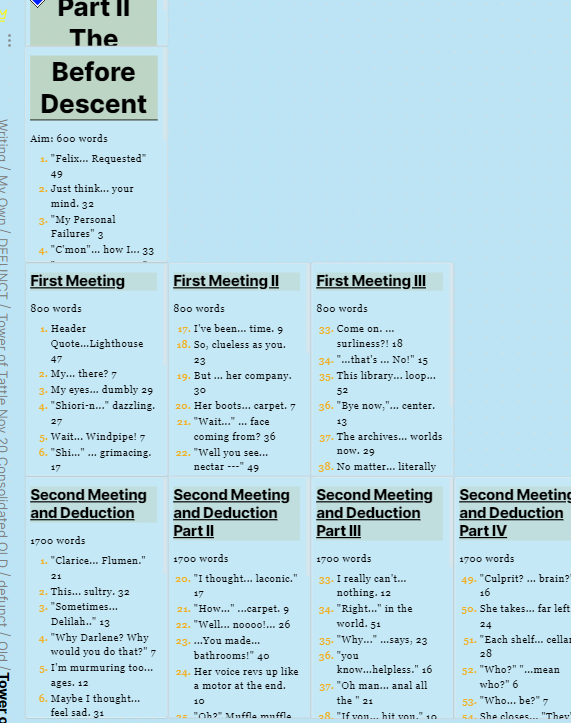 Part II
The
Before
Descent
Aim: 600 words
1. "Felix... Requested"
49
2. Just think... your
mind. 32
3. "My Personal
Failures" 3
4. "C'mon"... how I... 33
First Meeting
800 words
1. Header
Quote...Lighthouse
47
2. My... there? 7
3. My eyes... dumbly 29
4. "Shiori-n..." dazzling.
27
5. Wait... Windpipe! 7
6. "Shi..." ... grimacing.
17
First Meeting II
800 words
17. I've been... time. 9
18. So, clueless as you.
23
19. But ... her company.
30
20. Her boots... carpet. 7
21. "Wait..." ... face
coming from? 36
22. "Well you see...
nectar ---" 49
First Meeting III
800 words
33. Come on. ...
surliness?! 18
34. "...that's ... No!" 15
35. This library... loop...
52
36. "Bye now,"... center.
13
37. The archives... worlds
now. 29
38. No matter... literally
Second Meeting
and Deduction
1700 words
1. "Clarice... Flumen."
21
2. This... sultry. 32
3. "Sometimes...
Delilah.." 13
4. "Why Darlene? Why
would you do that?" 7
5. I'm murmuring too...
ages. 12
6. Maybe I thought...
feel sad. 31
Second Meeting
and Deduction
Part II
1700 words
20. "I thought... laconic."
17
21. "How..." ...carpet. 9
22. "Well... noooo!... 26
23. ...You made...
bathrooms!" 40
24. Her voice revs up like
a motor at the end.
10
25. "Oh?" Muffle muffle
Second Meeting
and Deduction
Part III
1700 words
33. I really can't...
nothing. 12
34. "Right..." in the
world. 51
35. "Why..." ...says, 23
36. "you
know...helpless." 16
37. "Oh man... anal all
the " 21
38. "If you... hit you." 10
Second Meeting
and Deduction
Part IV
1700 words
49. "Culprit? ... brain?"
16
50. She takes... far left
24
51. "Each shelf... cellar
28
52. "Who?" "...mean
who?" 6
53. "Who... be?" 7
54. She closes... "They
Writing / My Own / DEFUNCT / Tower of Tattle Nov 20 Consolidated OLD / defunct / Old / Tower o